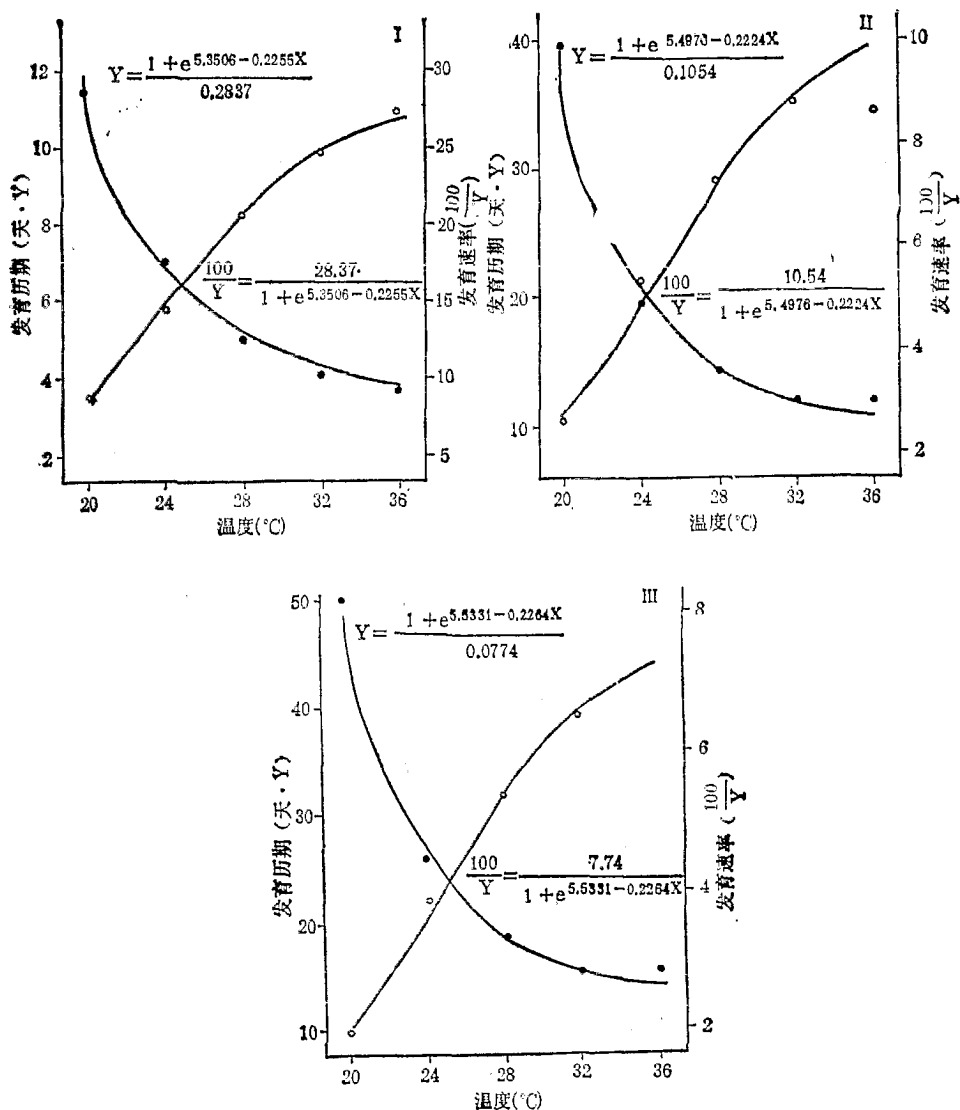 I
Y=
1+e^5.3506-0.2255X
0.2837
100/Y = 28.37 / 1+e^5.3506-0.2255X
12
10
8
6
4
2
发育历期(天·Y)
30
25
20
15
10
5
发育速率(100/Y)
20 24 28 32 36
温度(℃)
II
Y=
1+e^5.4973-0.2224X
0.1054
100/Y = 10.54 / 1+e^5.4976-0.2224X
40
30
20
10
发育历期(天·Y)
10
8
6
4
2
发育速率(100/Y)
20 24 28 32 36
温度(℃)
III
Y=
1+e^5.5331-0.2264X
0.0774
100/Y = 7.74 / 1+e^5.5331-0.2264X
50
40
30
20
10
发育历期(天·Y)
8
6
4
2
发育速率(100/Y)
20 24 28 32 36
温度(℃)